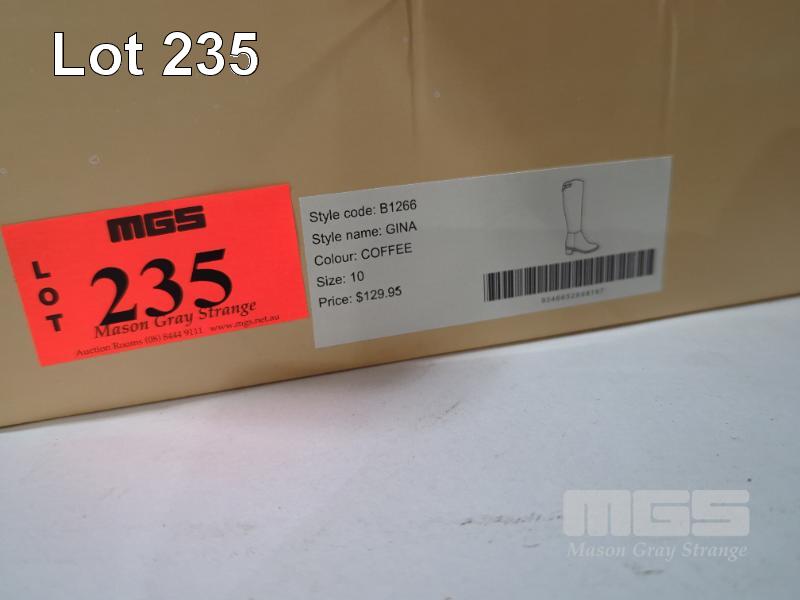 Lot 235
MGS
LOT
235
Mason Gray Strange
Auction Rooms (08) 8444 9111 www.mgs.net.au
Style code: B1266
Style name: GINA
Colour: COFFEE
Size: 10
Price: $129.95
MGS
Mason Gray Strange